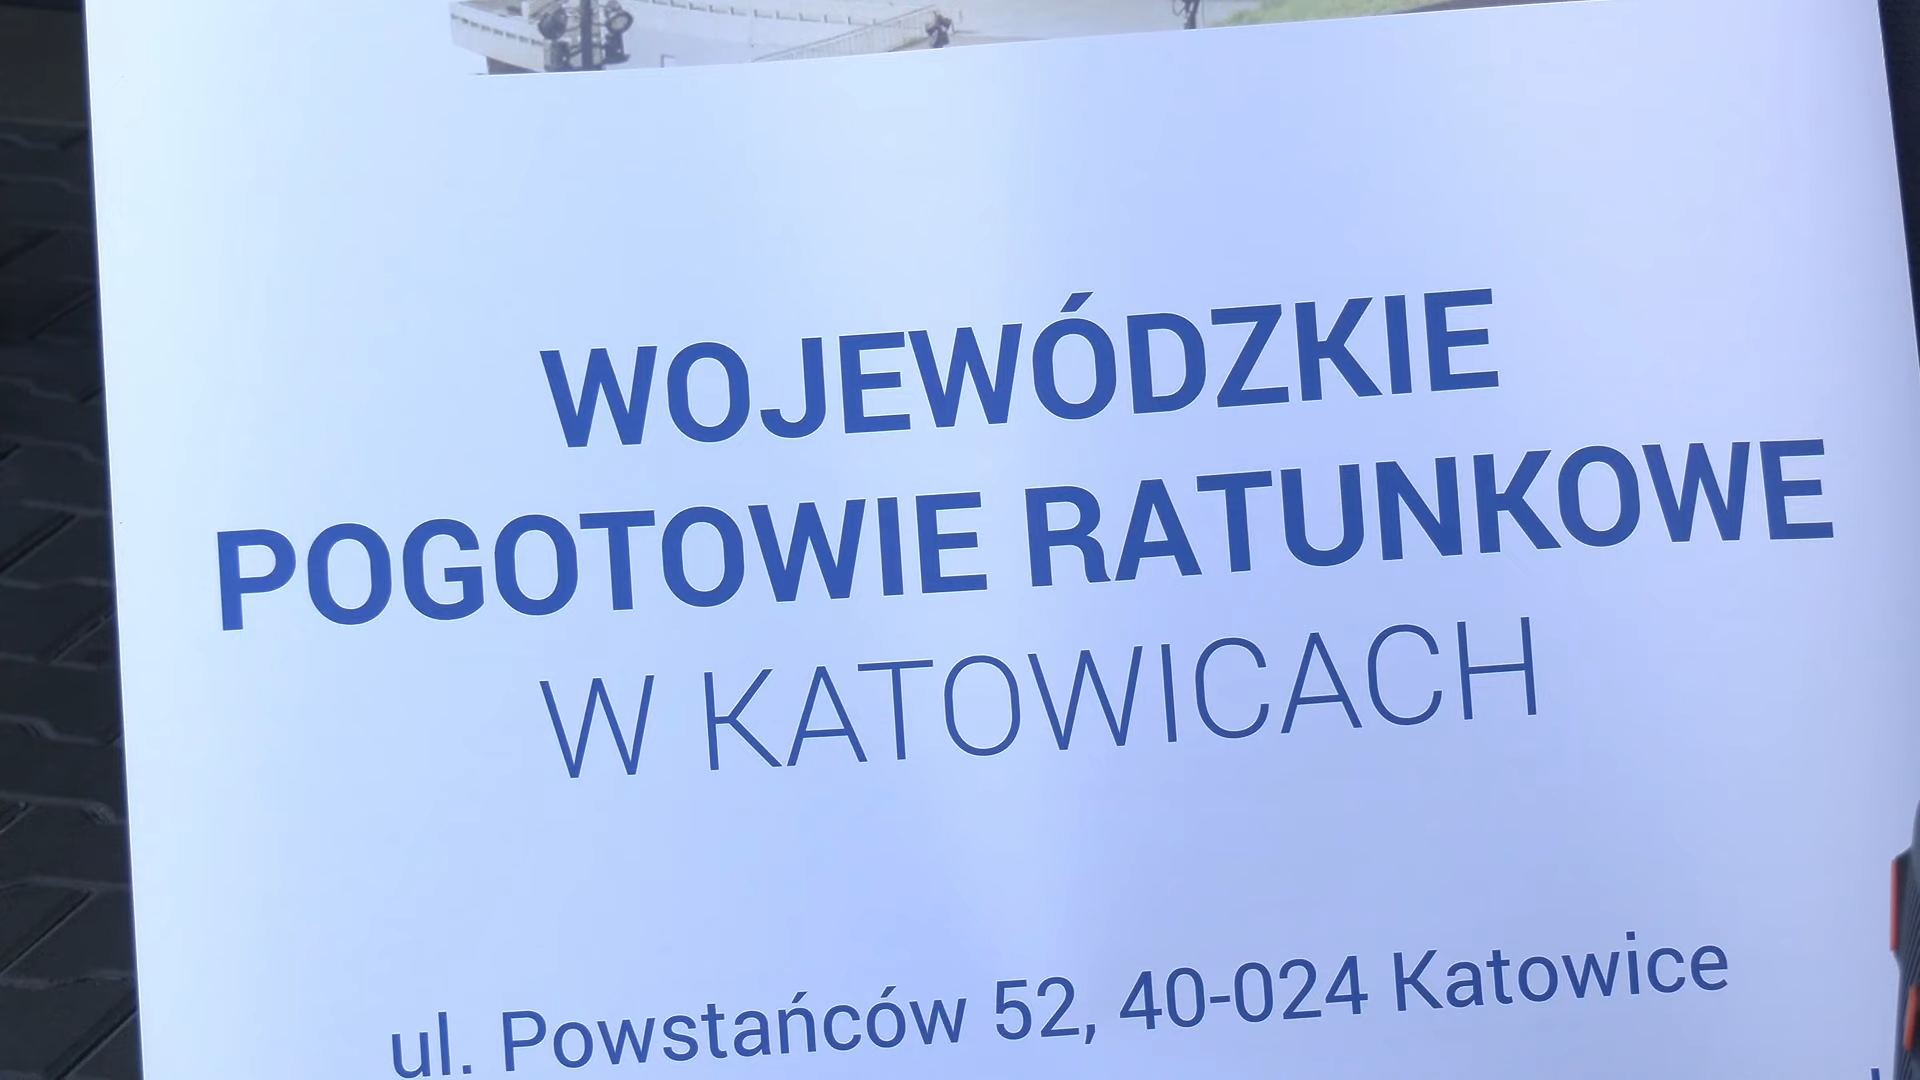 WOJEWÓDZKIE
POGOTOWIE RATUNKOWE
W KATOWICACH
ul. Powstańców 52, 40-024 Katowice